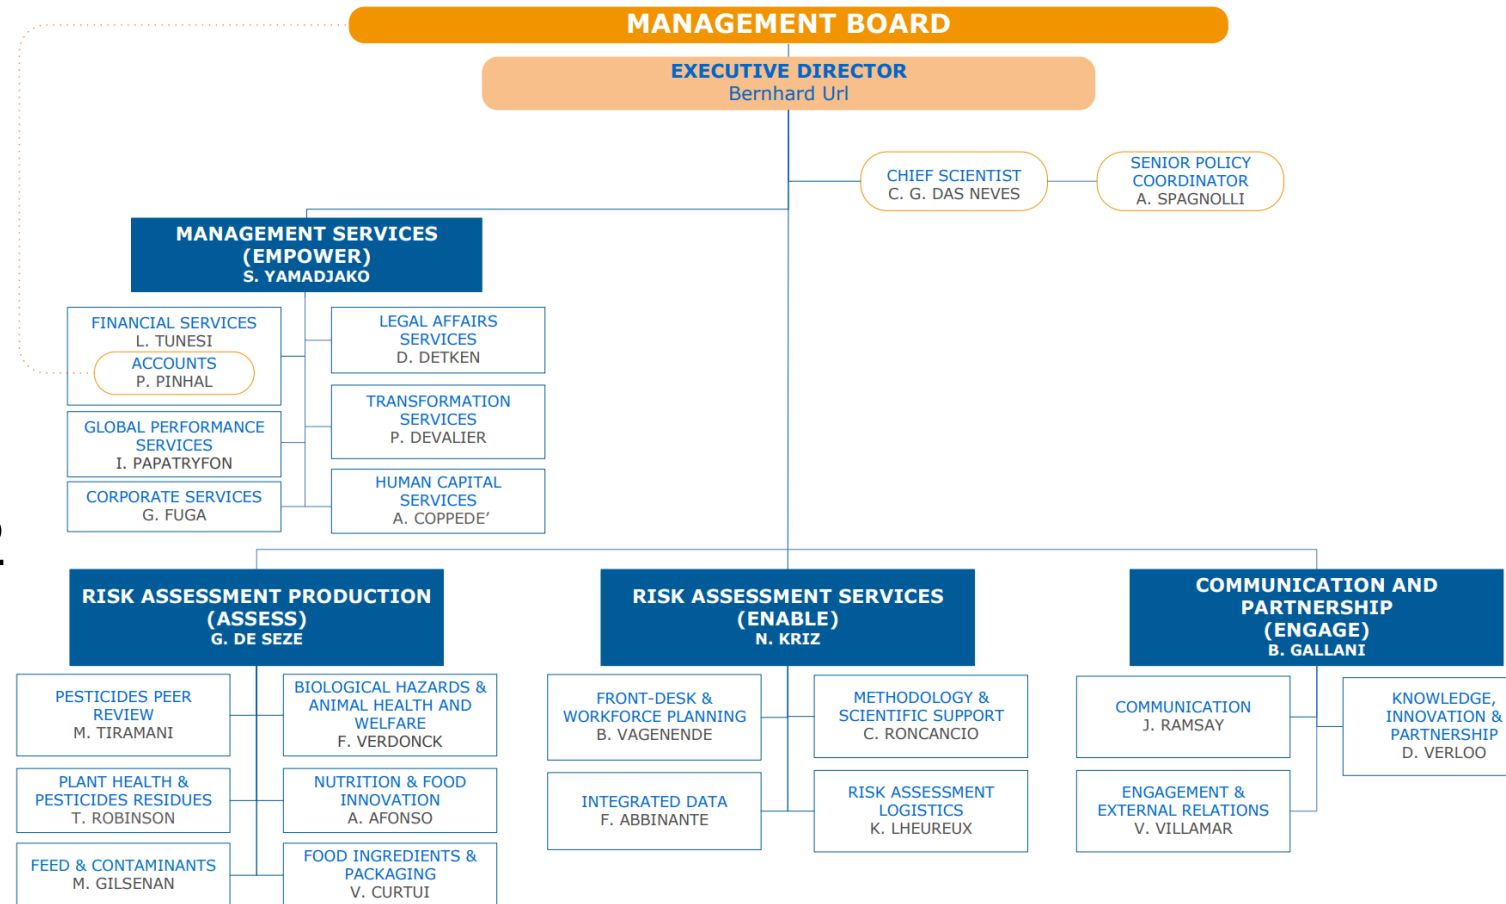 MANAGEMENT BOARD
EXECUTIVE DIRECTOR
Bernhard Url
CHIEF SCIENTIST
C. G. DAS NEVES
SENIOR POLICY
COORDINATOR
A. SPAGNOLLI
MANAGEMENT SERVICES
(EMPOWER)
S. YAMADJAKO
FINANCIAL SERVICES
L. TUNESI
ACCOUNTS
P. PINHAL
LEGAL AFFAIRS
SERVICES
D. DETKEN
GLOBAL PERFORMANCE
SERVICES
I. PAPATRYFON
TRANSFORMATION
SERVICES
P. DEVALIER
CORPORATE SERVICES
G. FUGA
HUMAN CAPITAL
SERVICES
A. COPPEDE’
RISK ASSESSMENT PRODUCTION
(ASSESS)
G. DE SEZE
PESTICIDES PEER
REVIEW
M. TIRAMANI
BIOLOGICAL HAZARDS &
ANIMAL HEALTH AND
WELFARE
F. VERDONCK
PLANT HEALTH &
PESTICIDES RESIDUES
T. ROBINSON
NUTRITION & FOOD
INNOVATION
A. AFONSO
FEED & CONTAMINANTS
M. GILSENAN
FOOD INGREDIENTS &
PACKAGING
V. CURTUI
RISK ASSESSMENT SERVICES
(ENABLE)
N. KRIZ
FRONT-DESK &
WORKFORCE PLANNING
B. VAGENENDE
METHODOLOGY &
SCIENTIFIC SUPPORT
C. RONCANCIO
INTEGRATED DATA
F. ABBINANTE
RISK ASSESSMENT
LOGISTICS
K. LHEUREUX
COMMUNICATION AND
PARTNERSHIP
(ENGAGE)
B. GALLANI
COMMUNICATION
J. RAMSAY
KNOWLEDGE,
INNOVATION &
PARTNERSHIP
D. VERLOO
ENGAGEMENT &
EXTERNAL RELATIONS
V. VILLAMAR